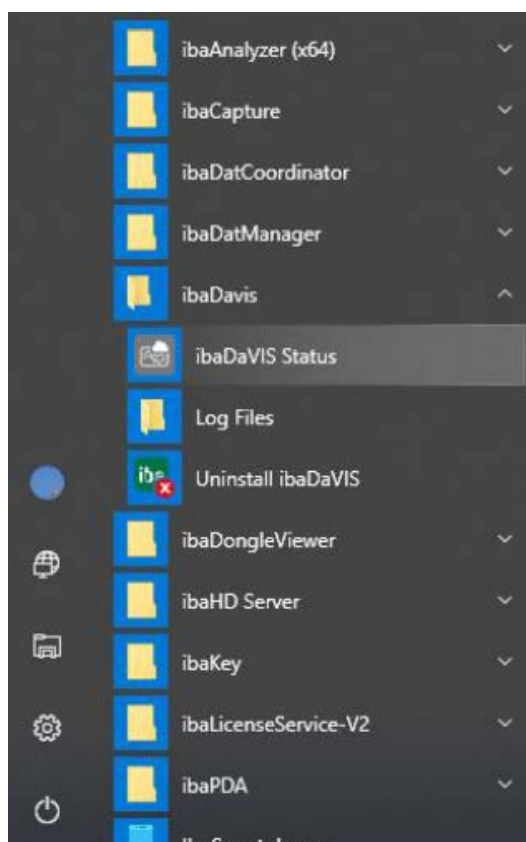 ibaAnalyzer (x64)
ibaCapture
ibaDatCoordinator
ibaDatManager
ibaDavis
ibaDaVIS Status
Log Files
iba
Uninstall ibaDaVIS
ibaDongleViewer
ibaHD Server
ibaKey
ibaLicenseService-V2
ibaPDA